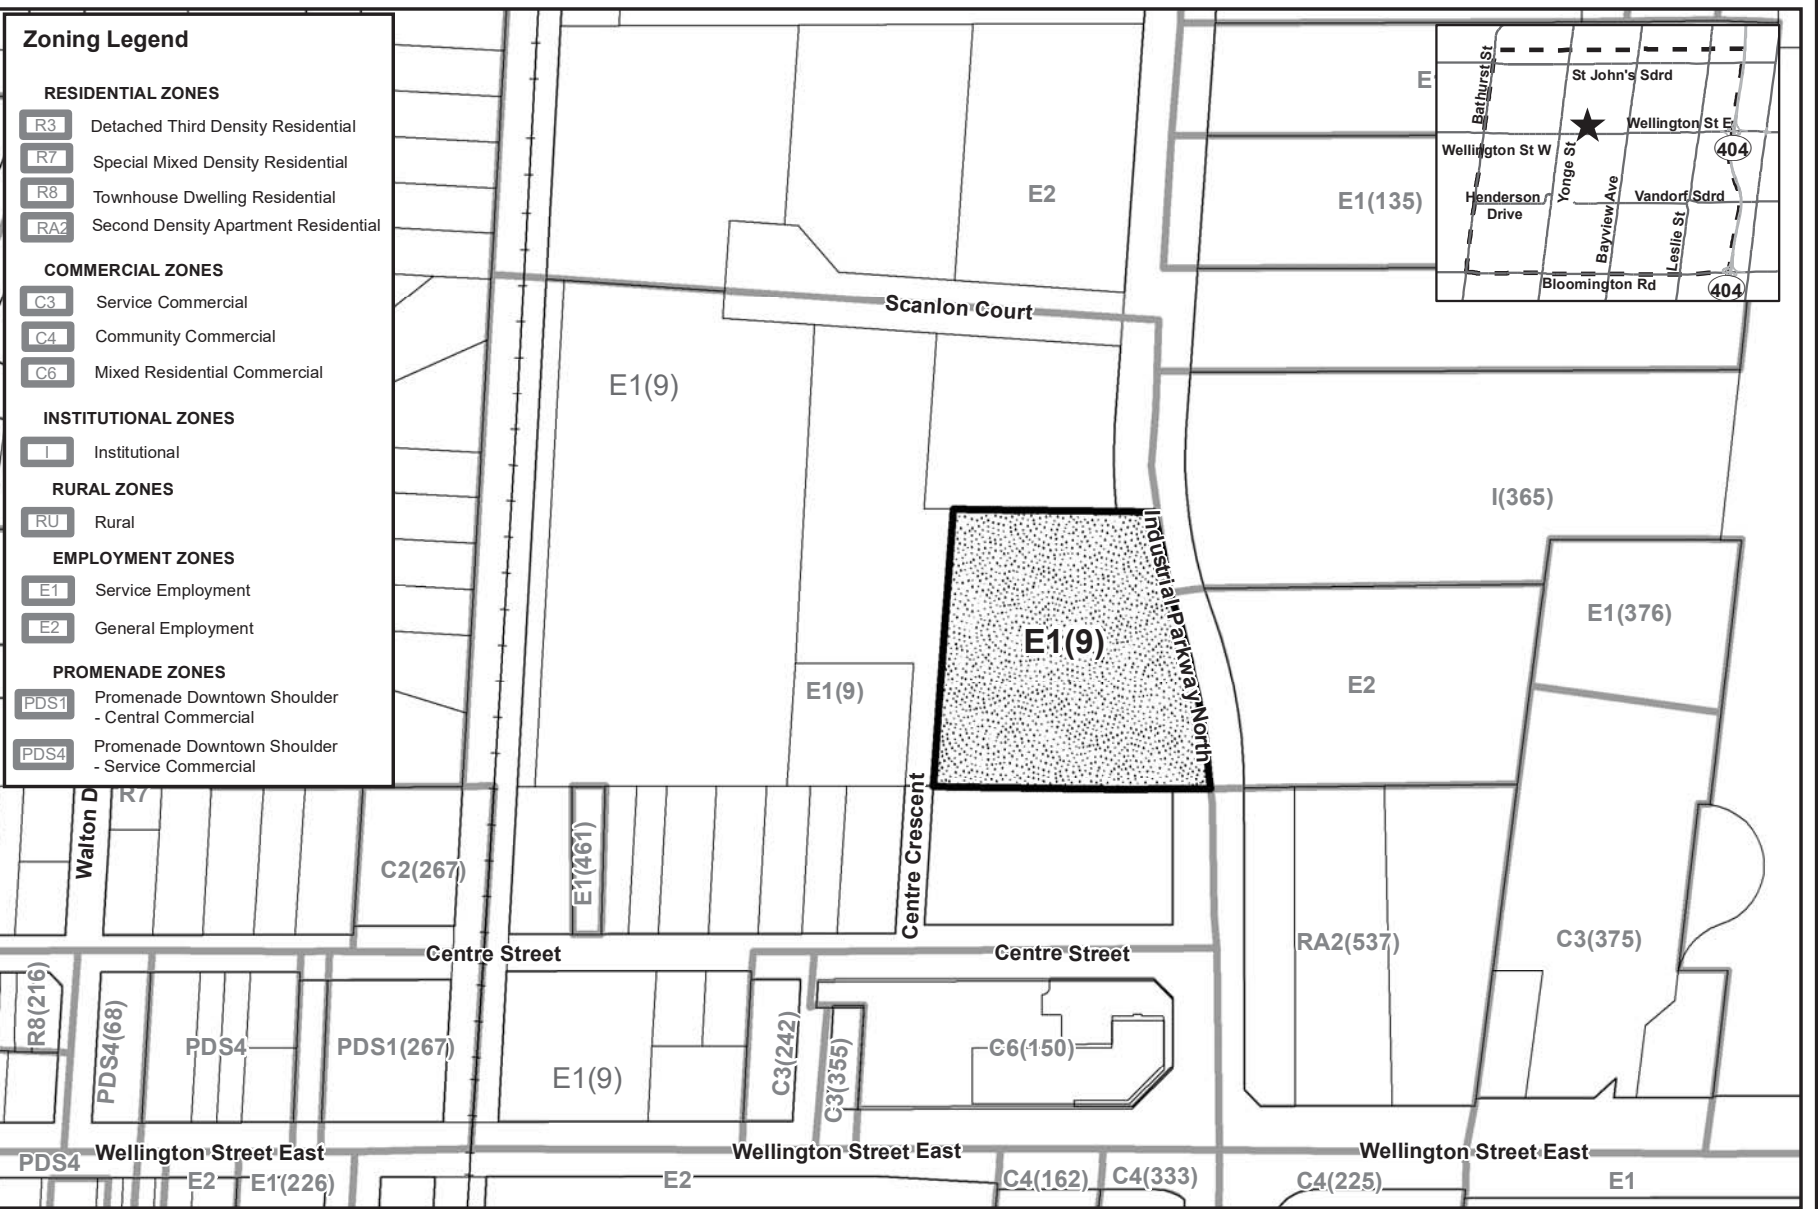 Zoning Legend
RESIDENTIAL ZONES
R3 Detached Third Density Residential
R7 Special Mixed Density Residential
R8 Townhouse Dwelling Residential
RA2 Second Density Apartment Residential
COMMERCIAL ZONES
C3 Service Commercial
C4 Community Commercial
C6 Mixed Residential Commercial
INSTITUTIONAL ZONES
I Institutional
RURAL ZONES
RU Rural
EMPLOYMENT ZONES
E1 Service Employment
E2 General Employment
PROMENADE ZONES
PDS1 Promenade Downtown Shoulder
- Central Commercial
PDS4 Promenade Downtown Shoulder
- Service Commercial
Bathurst St
St John's Sdrd
Wellington St E
Wellington St W
404
Yonge St
Henderson
Drive
Bayview Ave
Vandorf Sdrd
Leslie St
Bloomington Rd
404
E2
E1(135)
Scanlon Court
E1(9)
I(365)
Industrial Parkway North
E1(9)
E1(376)
E1(9)
E2
R7
Walton D
C2(267)
E1(461)
Centre Crescent
RA2(537)
C3(375)
Centre Street
Centre Street
R8(216)
PDS4(68)
PDS4
PDS1(267)
E1(9)
C3(242)
C3(355)
C6(150)
Wellington Street East
Wellington Street East
Wellington Street East
PDS4
E2
E1(226)
E2
C4(162)
C4(333)
C4(225)
E1